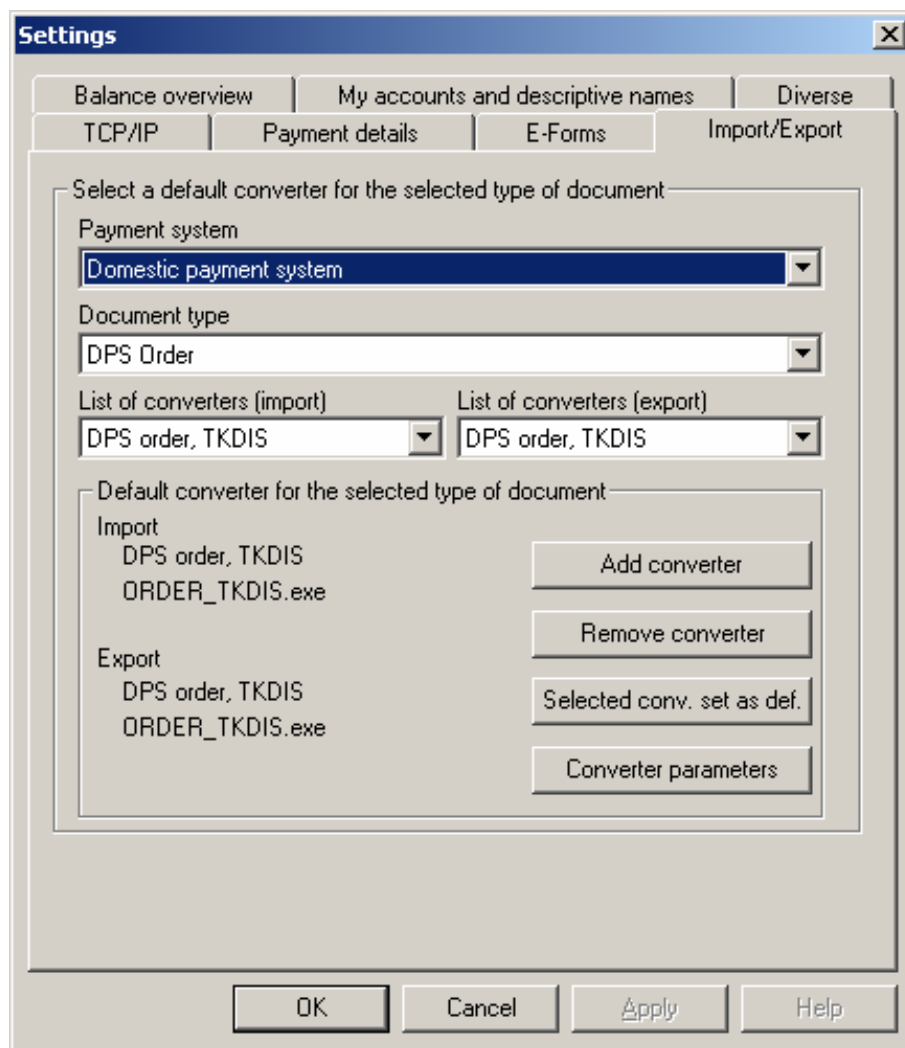 Settings
Balance overview
My accounts and descriptive names
Diverse
TCP/IP
Payment details
E-Forms
Import/Export
Select a default converter for the selected type of document
Payment system
Domestic payment system
Document type
DPS Order
List of converters (import)
List of converters (export)
DPS order, TKDIS
DPS order, TKDIS
Default converter for the selected type of document
Import
DPS order, TKDIS
ORDER_TKDIS.exe
Export
DPS order, TKDIS
ORDER_TKDIS.exe
Add converter
Remove converter
Selected conv. set as def.
Converter parameters
OK
Cancel
Apply
Help